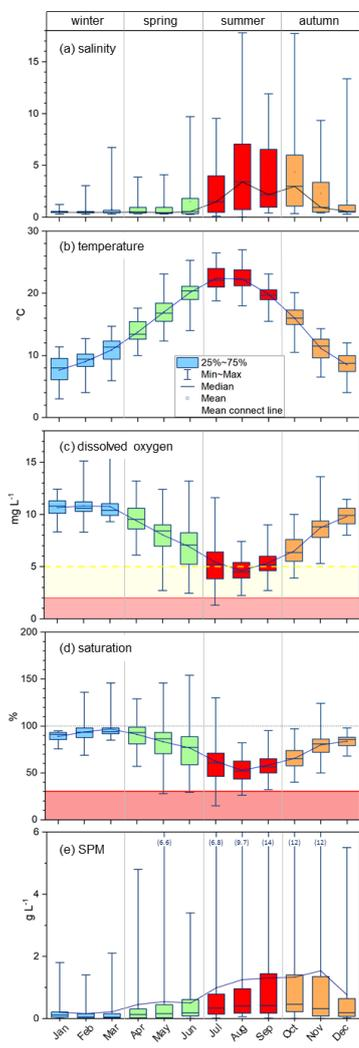 winter spring summer autumn
(a) salinity
15
10
5
0
(b) temperature
30
20
10
0
°C
25%~75%
Min~Max
Median
Mean
Mean connect line
(c) dissolved oxygen
15
10
5
0
mg L⁻¹
(d) saturation
200
150
100
50
0
%
(e) SPM
6
4
2
0
g L⁻¹
(6.6) (6.8) (9.7) (14) (12) (12)
Jan Feb Mar Apr May Jun Jul Aug Sep Oct Nov Dec